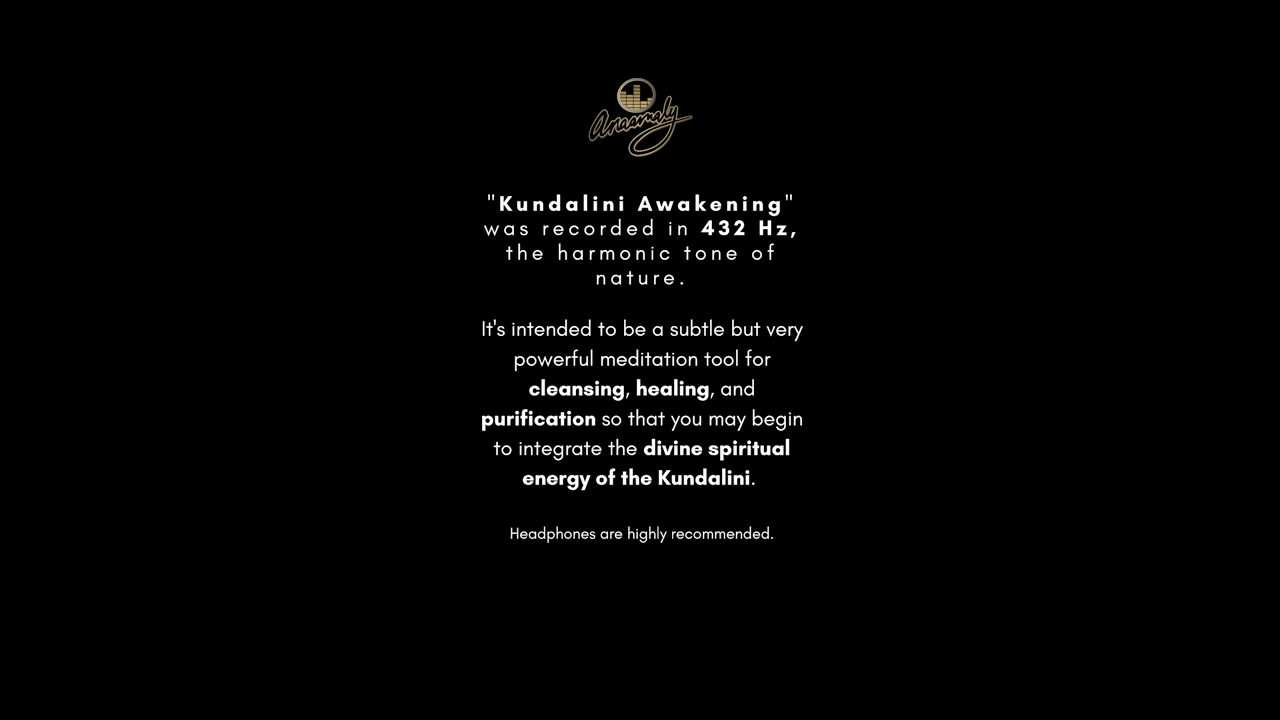 Anaamaly
"Kundalini Awakening"
was recorded in 432 Hz,
the harmonic tone of
nature.
It's intended to be a subtle but very
powerful meditation tool for
cleansing, healing, and
purification so that you may begin
to integrate the divine spiritual
energy of the Kundalini.
Headphones are highly recommended.